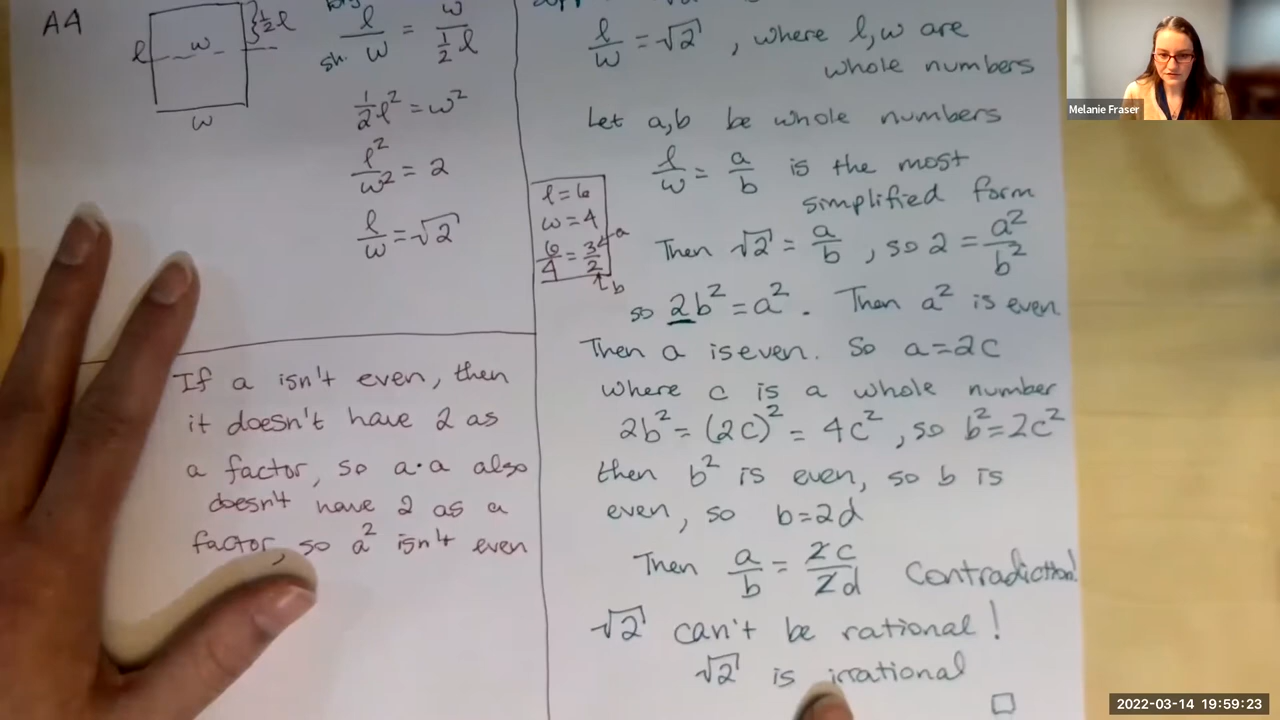 AA
l
w
½l
w
l/w = w/(½l)
sh.
½l² = w²
l²/w² = 2
l/w = √2
If a isn't even, then
it doesn't have 2 as
a factor, so a·a also
doesn't have 2 as a
factor, so a² isn't even
l/w = √2 , where l,w are
whole numbers
Let a,b be whole numbers
l/w = a/b is the most
simplified form
l=6
w=4
6/4 = 3/2
a
b
Then √2 = a/b , so 2 = a²/b²
so 2b² = a² . Then a² is even
Then a is even. So a=2c
where c is a whole number
2b² = (2c)² = 4c² , so b² = 2c²
then b² is even, so b is
even, so b=2d
Then a/b = 2c/2d Contradiction!
√2 can't be rational!
√2 is irrational
□
Melanie Fraser
2022-03-14 19:59:23